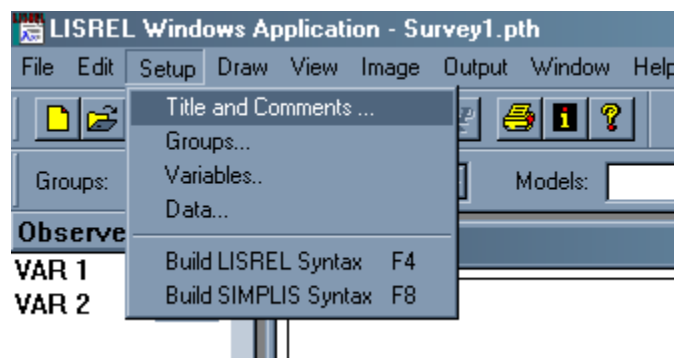 LISREL Windows Application - Survey1.pth
File Edit Setup Draw View Image Output Window Help
Title and Comments ...
Groups...
Variables..
Data...
Build LISREL Syntax F4
Build SIMPLIS Syntax F8
Groups:
Models:
Observe
VAR 1
VAR 2